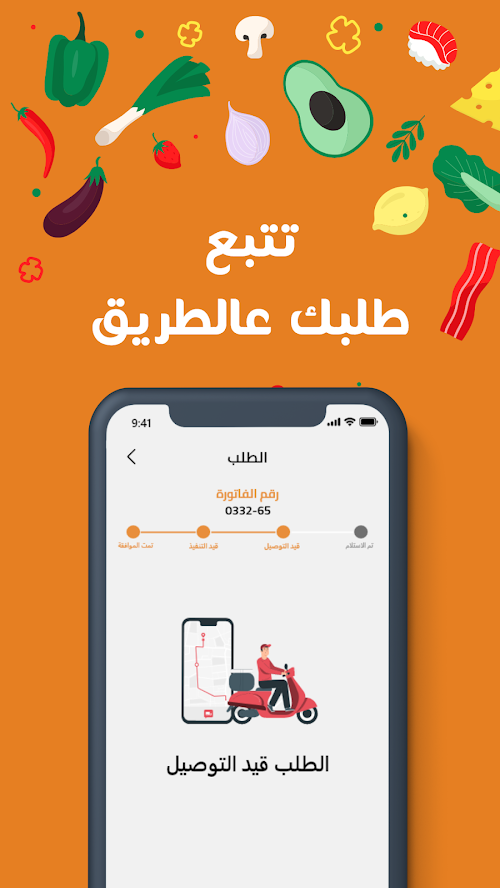 تتبع
طلبك عالطريق
9:41
الطلب
رقم الفاتورة
0332-65
تمت الموافقة
قيد التنفيذ
قيد التوصيل
تم الاستلام
الطلب قيد التوصيل